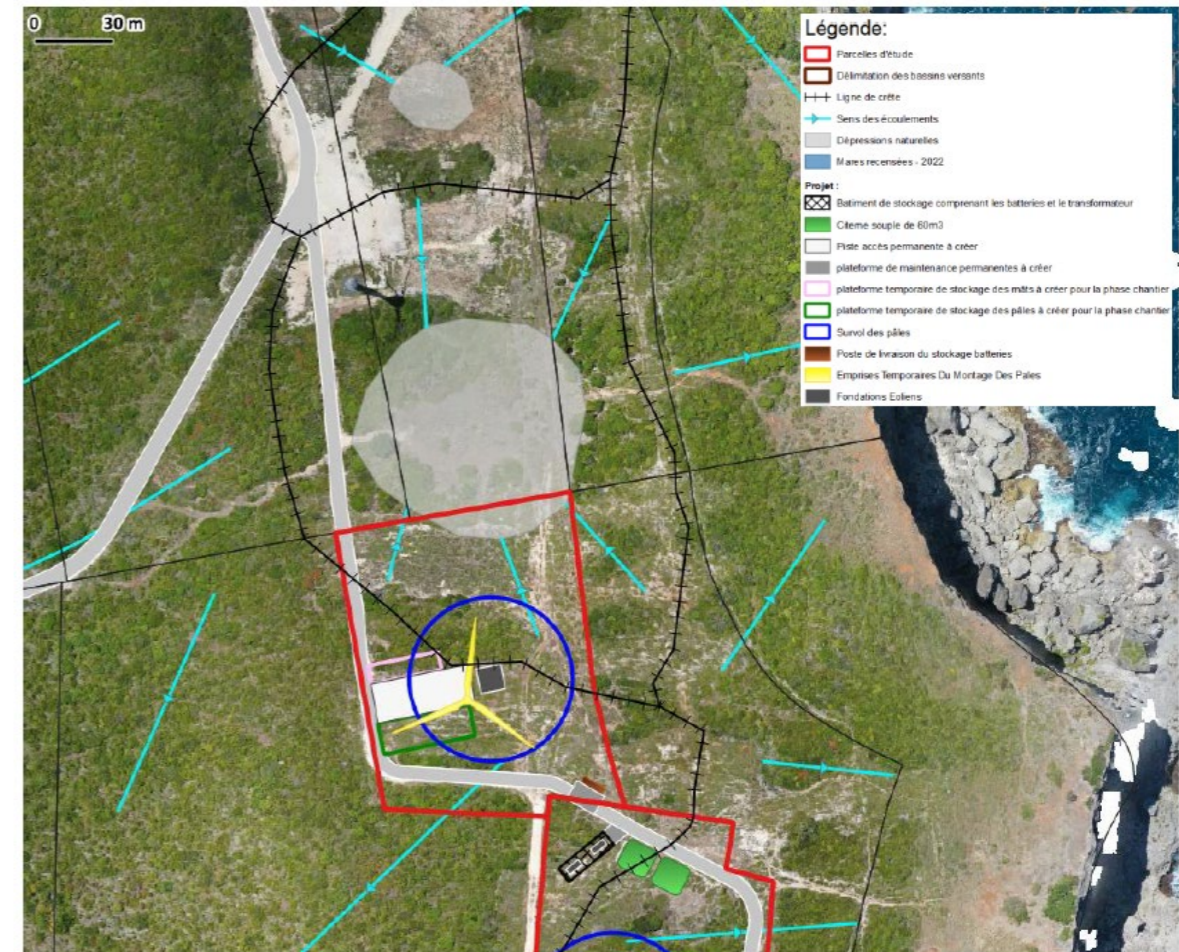 0 30 m
Légende:
Parcelles d'étude
Délimitation des bassins versants
Ligne de crête
Sens des écoulements
Dépressions naturelles
Mares recensées - 2022
Projet :
Batiment de stockage comprenant les batteries et le transformateur
Citerne souple de 60m3
Piste accès permanente à créer
plateforme de maintenance permanentes à créer
plateforme temporaire de stockage des mâts à créer pour la phase chantier
plateforme temporaire de stockage des pâles à créer pour la phase chantier
Survol des pâles
Poste de livraison du stockage batteries
Emprises Temporaires Du Montage Des Pales
Fondations Eoliens